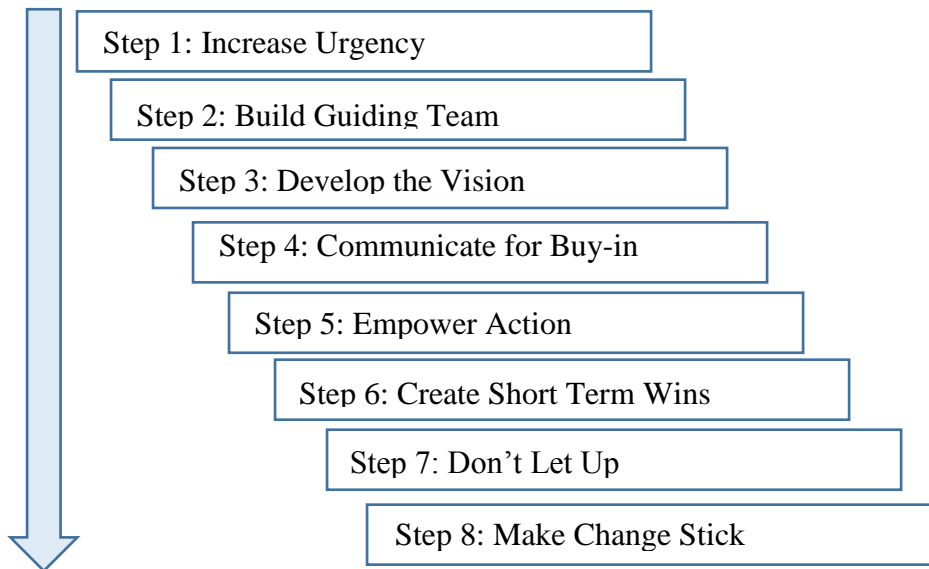 Step 1: Increase Urgency
Step 2: Build Guiding Team
Step 3: Develop the Vision
Step 4: Communicate for Buy-in
Step 5: Empower Action
Step 6: Create Short Term Wins
Step 7: Don’t Let Up
Step 8: Make Change Stick